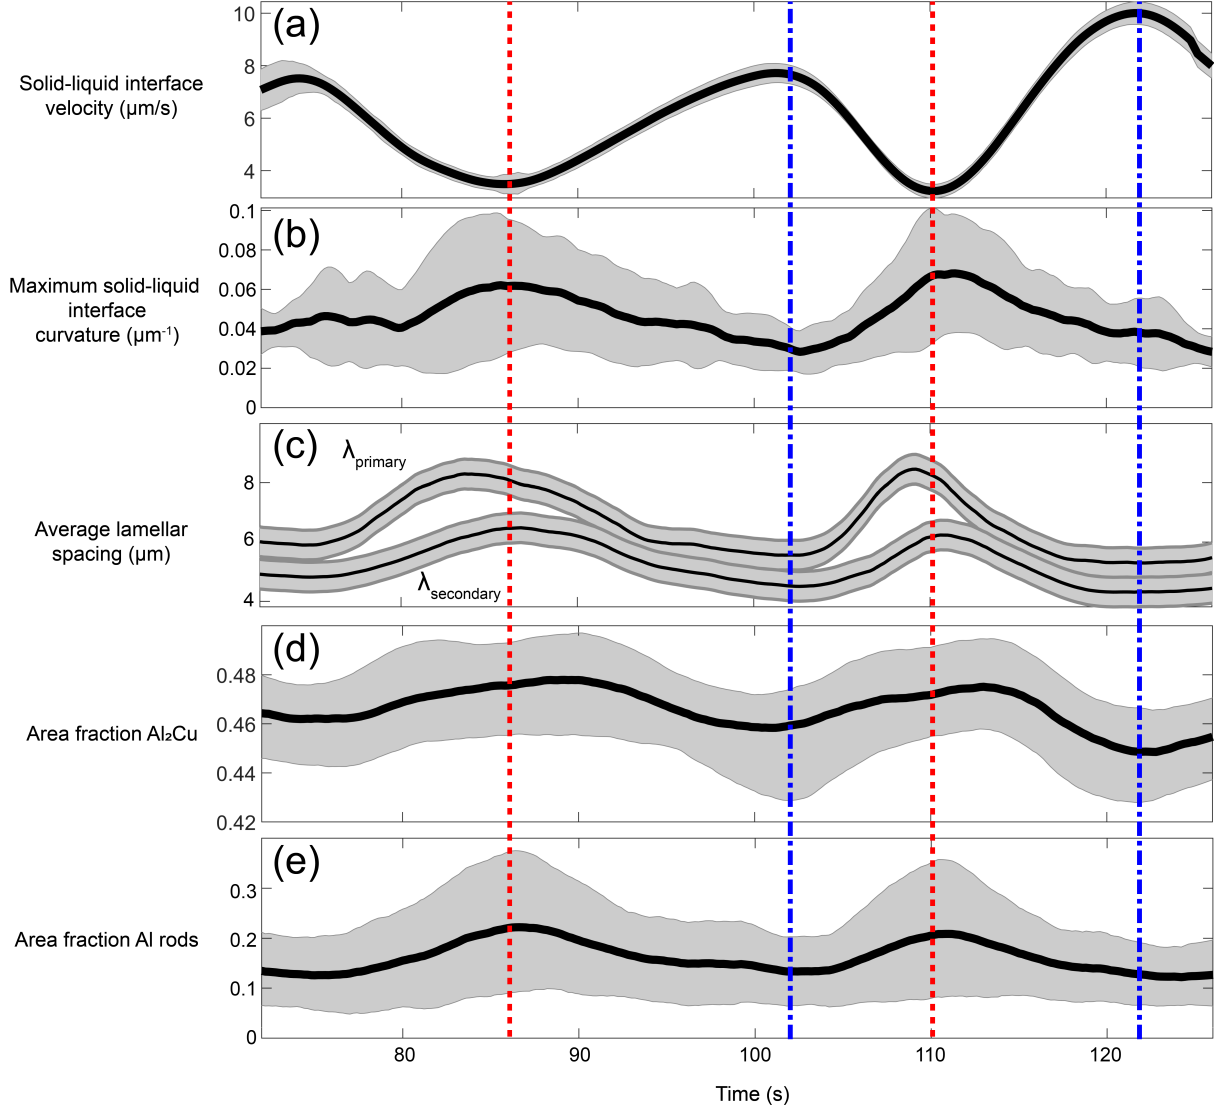 (a)
Solid-liquid interface
velocity (µm/s)
10
8
6
4
(b)
Maximum solid-liquid
interface
curvature (µm⁻¹)
0.1
0.08
0.06
0.04
0.02
0
(c)
λprimary
Average lamellar
spacing (µm)
8
6
4
λsecondary
(d)
Area fraction Al₂Cu
0.48
0.46
0.44
0.42
(e)
Area fraction Al rods
0.3
0.2
0.1
0
80 90 100 110 120
Time (s)